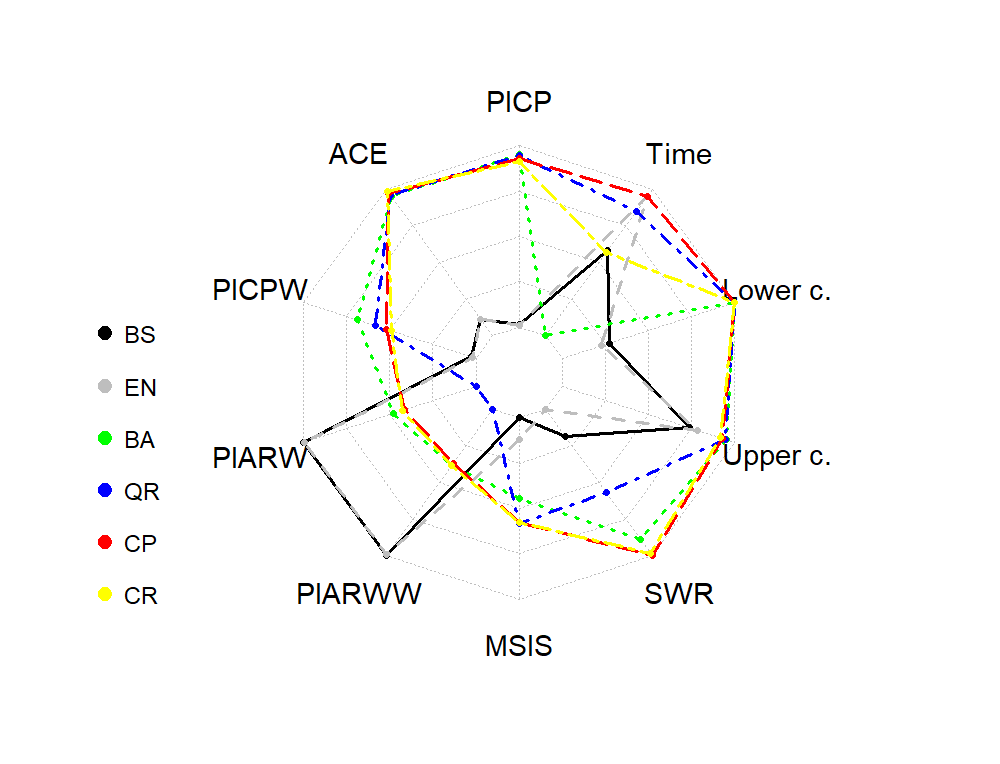 PICP
ACE
Time
PICPW
Lower c.
BS
EN
BA
PIARW
Upper c.
QR
CP
PIARWW
SWR
CR
MSIS